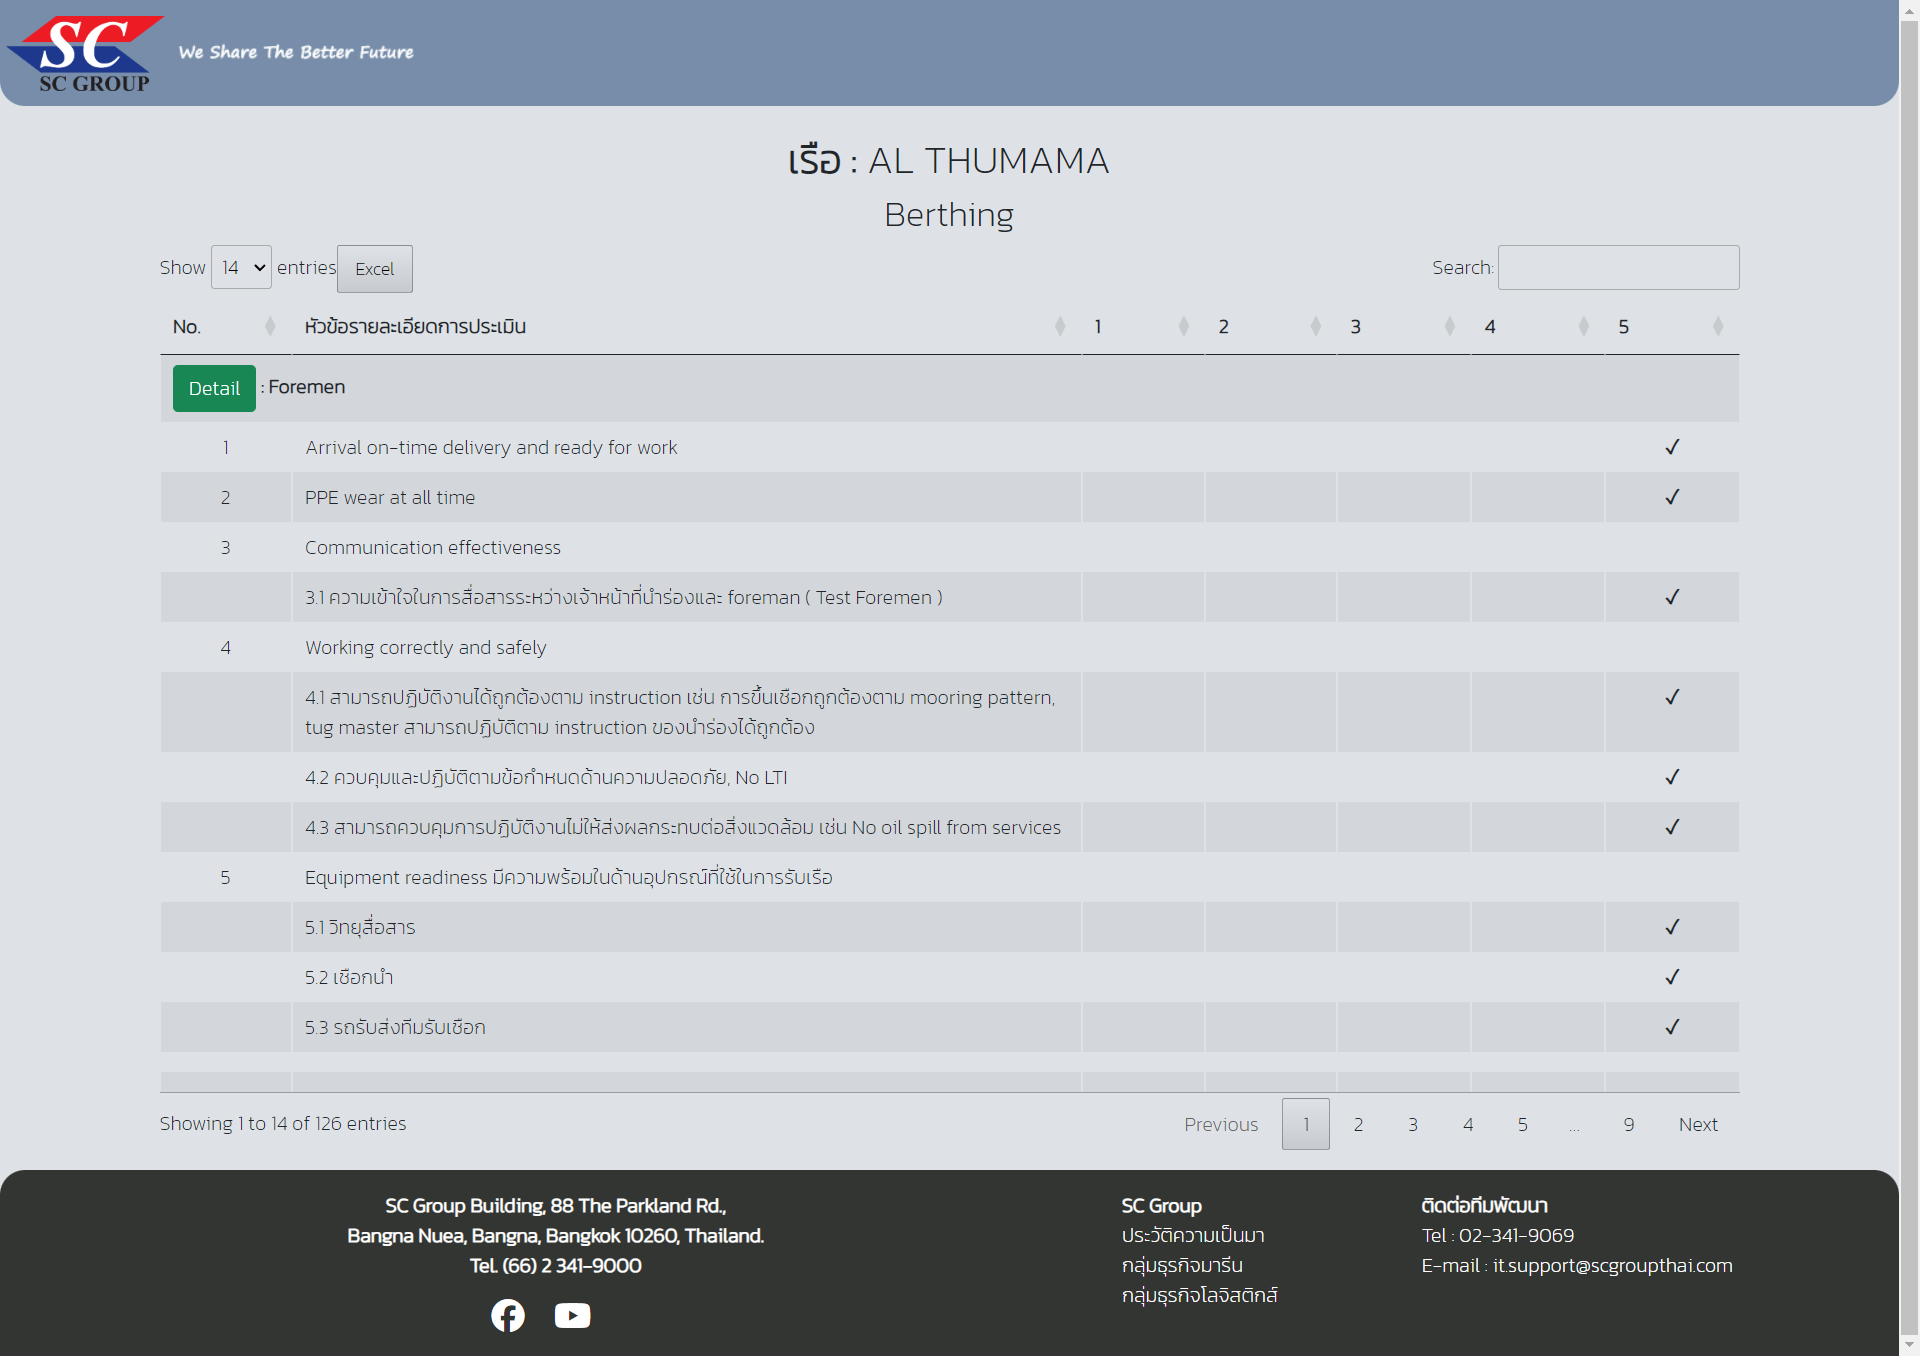 SC
SC GROUP
We Share The Better Future
เรือ : AL THUMAMA
Berthing
Show 14 entries Excel Search:
No. หัวข้อรายละเอียดการประเมิน 1 2 3 4 5
Detail : Foremen
1 Arrival on-time delivery and ready for work ✓
2 PPE wear at all time ✓
3 Communication effectiveness
3.1 ความเข้าใจในการสื่อสารระหว่างเจ้าหน้าที่นำร่องและ foreman ( Test Foremen ) ✓
4 Working correctly and safely
4.1 สามารถปฏิบัติงานได้ถูกต้องตาม instruction เช่น การขึ้นเชือกถูกต้องตาม mooring pattern, ✓
tug master สามารถปฏิบัติตาม instruction ของนำร่องได้ถูกต้อง
4.2 ควบคุมและปฏิบัติตามข้อกำหนดด้านความปลอดภัย, No LTI ✓
4.3 สามารถควบคุมการปฏิบัติงานไม่ให้ส่งผลกระทบต่อสิ่งแวดล้อม เช่น No oil spill from services ✓
5 Equipment readiness มีความพร้อมในด้านอุปกรณ์ที่ใช้ในการรับเรือ
5.1 วิทยุสื่อสาร ✓
5.2 เชือกนำ ✓
5.3 รถรับส่งทีมรับเชือก ✓
Showing 1 to 14 of 126 entries Previous 1 2 3 4 5 … 9 Next
SC Group Building, 88 The Parkland Rd.,
Bangna Nuea, Bangna, Bangkok 10260, Thailand.
Tel. (66) 2 341-9000
SC Group
ประวัติความเป็นมา
กลุ่มธุรกิจมารีน
กลุ่มธุรกิจโลจิสติกส์
ติดต่อทีมพัฒนา
Tel : 02-341-9069
E-mail : it.support@scgroupthai.com